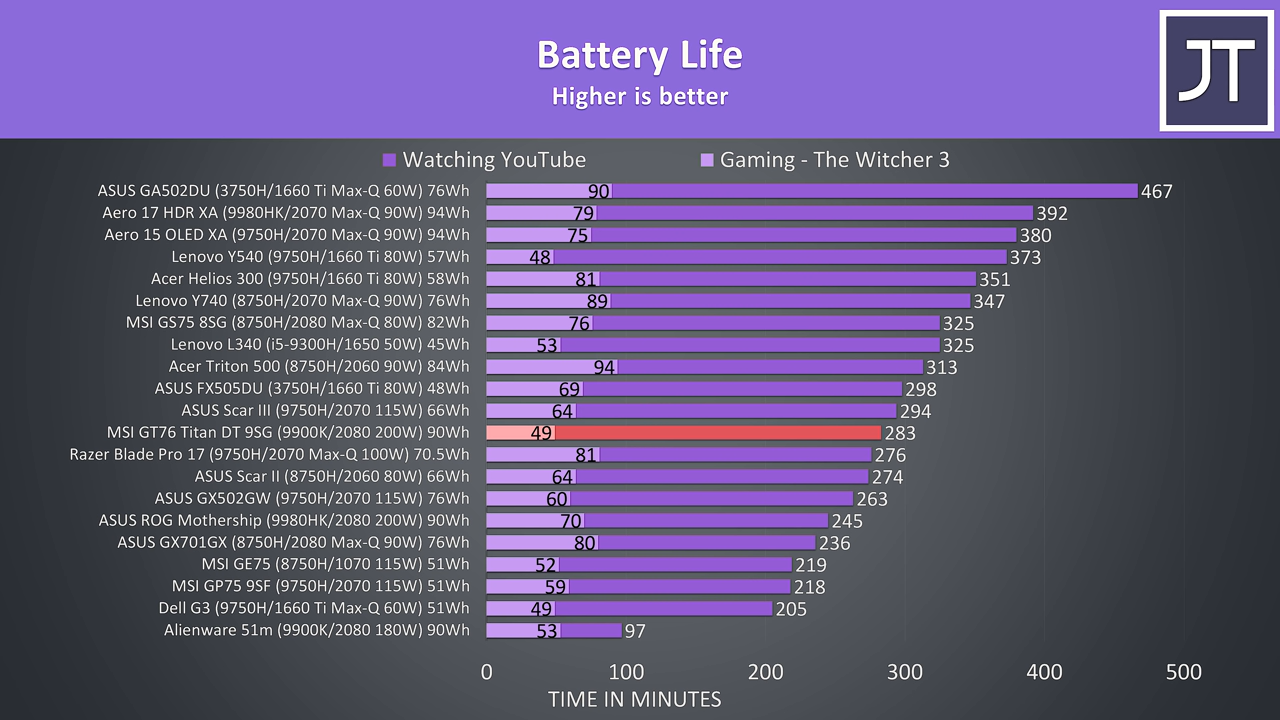 Battery Life
Higher is better
JT
Watching YouTube Gaming - The Witcher 3
ASUS GA502DU (3750H/1660 Ti Max-Q 60W) 76Wh 90 467
Aero 17 HDR XA (9980HK/2070 Max-Q 90W) 94Wh 79 392
Aero 15 OLED XA (9750H/2070 Max-Q 90W) 94Wh 75 380
Lenovo Y540 (9750H/1660 Ti 80W) 57Wh 48 373
Acer Helios 300 (9750H/1660 Ti 80W) 58Wh 81 351
Lenovo Y740 (8750H/2070 Max-Q 90W) 76Wh 89 347
MSI GS75 8SG (8750H/2080 Max-Q 80W) 82Wh 76 325
Lenovo L340 (i5-9300H/1650 50W) 45Wh 53 325
Acer Triton 500 (8750H/2060 90W) 84Wh 94 313
ASUS FX505DU (3750H/1660 Ti 80W) 48Wh 69 298
ASUS Scar III (9750H/2070 115W) 66Wh 64 294
MSI GT76 Titan DT 9SG (9900K/2080 200W) 90Wh 49 283
Razer Blade Pro 17 (9750H/2070 Max-Q 100W) 70.5Wh 81 276
ASUS Scar II (8750H/2060 80W) 66Wh 64 274
ASUS GX502GW (9750H/2070 115W) 76Wh 60 263
ASUS ROG Mothership (9980HK/2080 200W) 90Wh 70 245
ASUS GX701GX (8750H/2080 Max-Q 90W) 76Wh 80 236
MSI GE75 (8750H/1070 115W) 51Wh 52 219
MSI GP75 9SF (9750H/2070 115W) 51Wh 59 218
Dell G3 (9750H/1660 Ti Max-Q 60W) 51Wh 49 205
Alienware 51m (9900K/2080 180W) 90Wh 53 97
0 100 200 300 400 500
TIME IN MINUTES